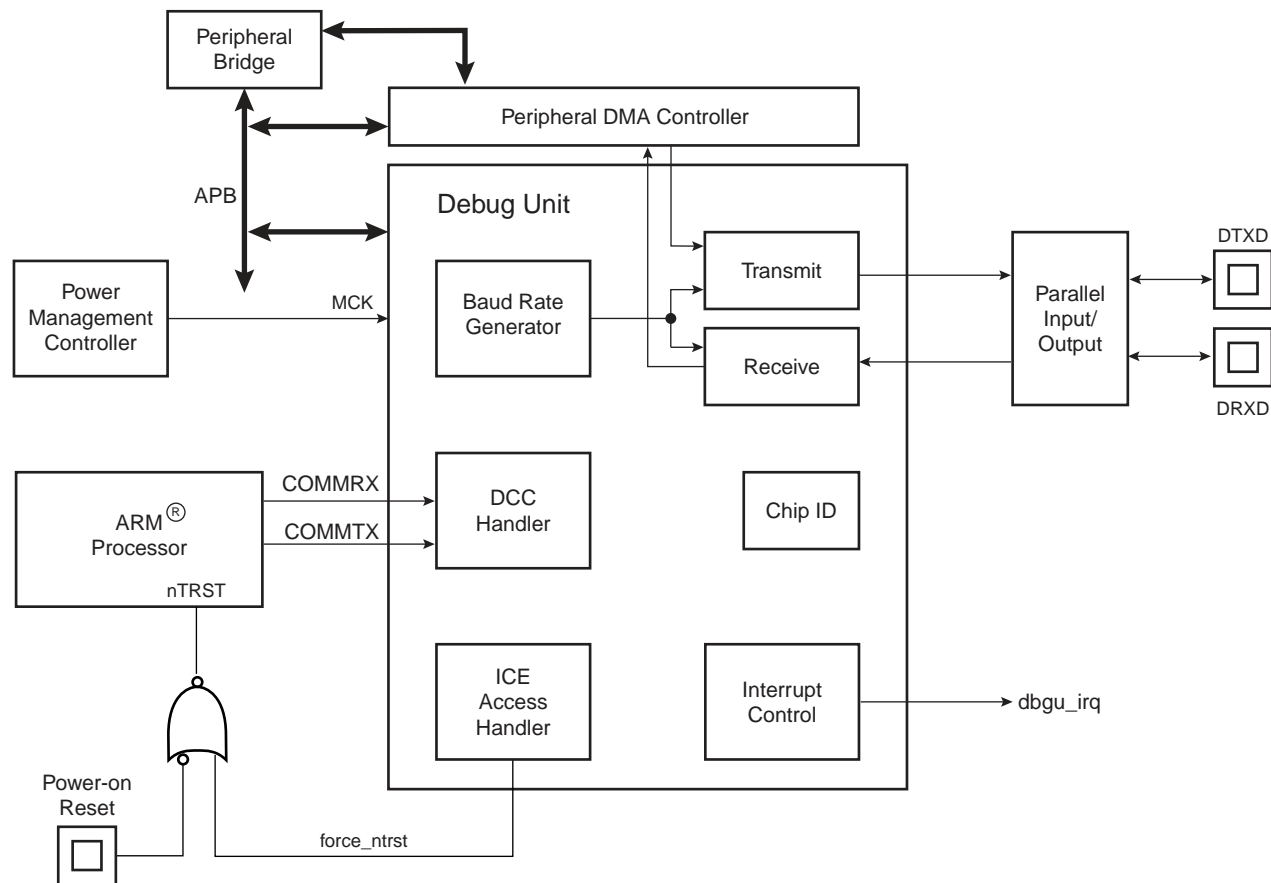 Peripheral
Bridge
Peripheral DMA Controller
APB
Debug Unit
DTXD
Power
Management
Controller
MCK
Baud Rate
Generator
Transmit
Receive
Parallel
Input/
Output
DRXD
ARM®
Processor
nTRST
COMMRX
COMMTX
DCC
Handler
Chip ID
ICE
Access
Handler
Interrupt
Control
dbgu_irq
Power-on
Reset
force_ntrst